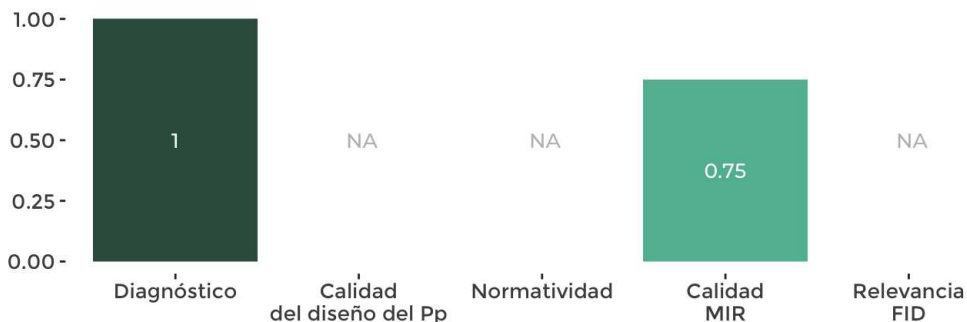 1.00
0.75
0.50
0.25
0.00
1
NA
NA
0.75
NA
Diagnóstico
Calidad
del diseño del Pp
Normatividad
Calidad
MIR
Relevancia
FID